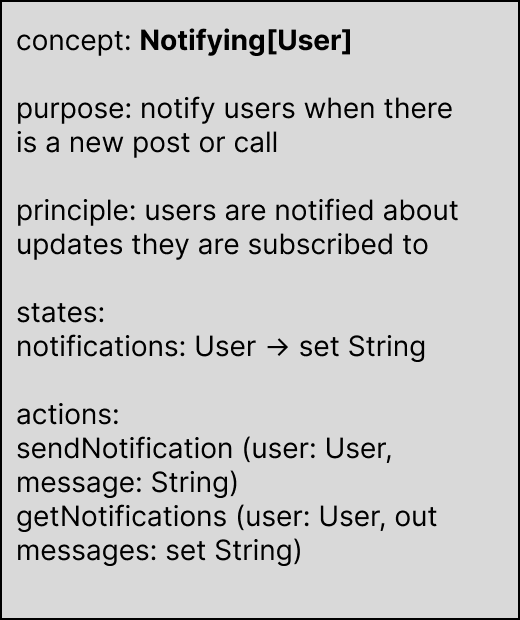 concept: Notifying[User]
purpose: notify users when there
is a new post or call
principle: users are notified about
updates they are subscribed to
states:
notifications: User → set String
actions:
sendNotification (user: User,
message: String)
getNotifications (user: User, out
messages: set String)